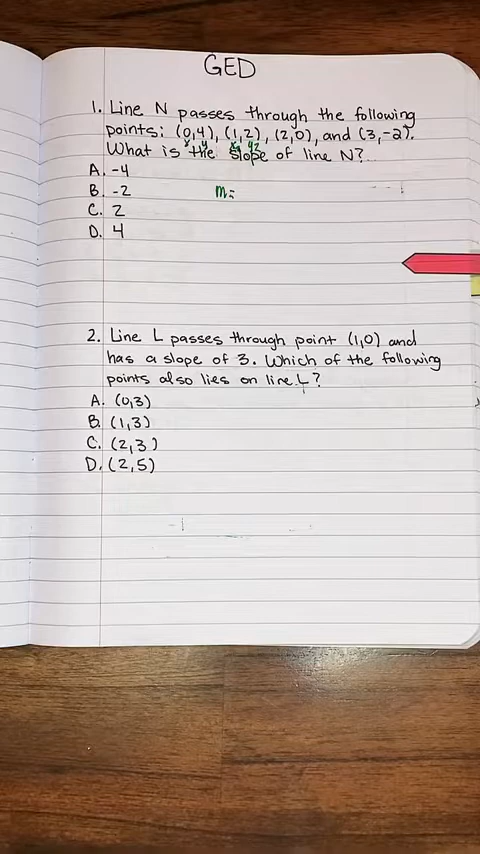 GED
1. Line N passes through the following
points: (0,4), (1,2), (2,0), and (3,-2).
What is the slope of line N?
A. -4
B. -2
m=
C. 2
D. 4
2. Line L passes through point (1,0) and
has a slope of 3. Which of the following
points also lies on line L?
A. (0,3)
B. (1,3)
C. (2,3)
D. (2,5)